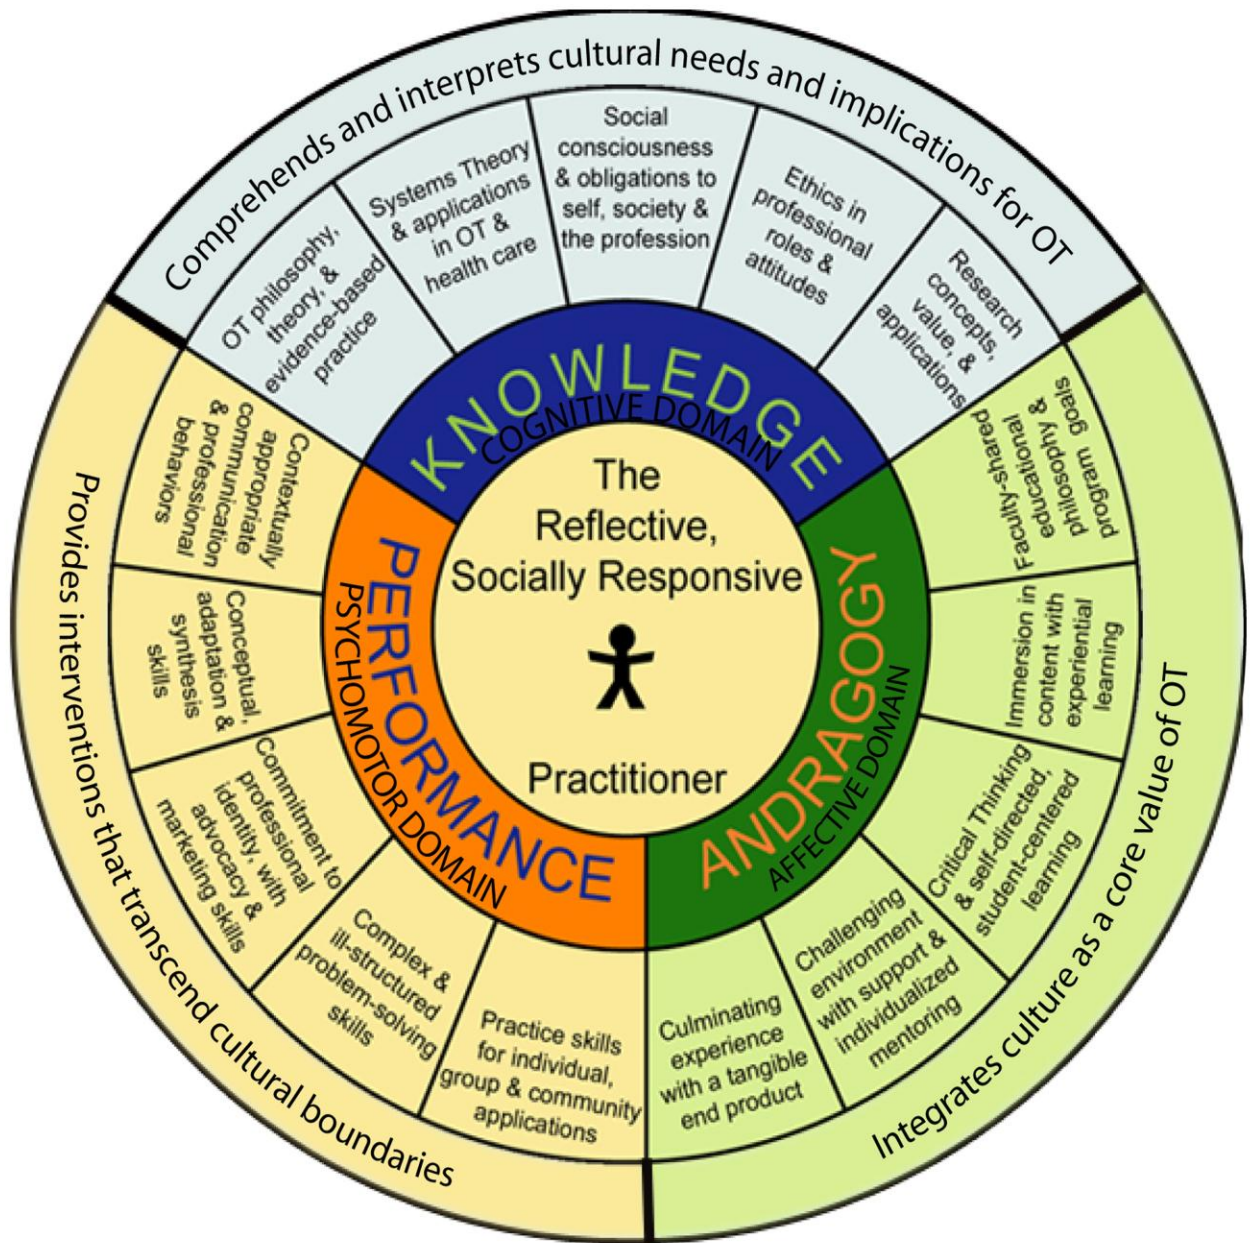 Comprehends and interprets cultural needs and implications for OT
OT philosophy,
theory, &
evidence-based
practice
Systems Theory
& applications
in OT &
health care
Social
consciousness
& obligations to
self, society &
the profession
Ethics in
professional
roles &
attitudes
Research
concepts,
value, &
applications
KNOWLEDGE
COGNITIVE DOMAIN
The
Reflective,
Socially Responsive
Practitioner
ANDRAGOGY
AFFECTIVE DOMAIN
Faculty-shared
educational
philosophy &
program goals
Immersion in
content with
experiential
learning
Critical Thinking
& self-directed,
student-centered
learning
Challenging
environment
with support &
individualized
mentoring
Culminating
experience
with a tangible
end product
Integrates culture as a core value of OT
PERFORMANCE
PSYCHOMOTOR DOMAIN
Contextually
appropriate
communication
& professional
behaviors
Conceptual,
adaptation &
synthesis
skills
Commitment to
professional
identity, with
advocacy &
marketing skills
Complex &
ill-structured
problem-solving
skills
Practice skills
for individual,
group & community
applications
Provides interventions that transcend cultural boundaries